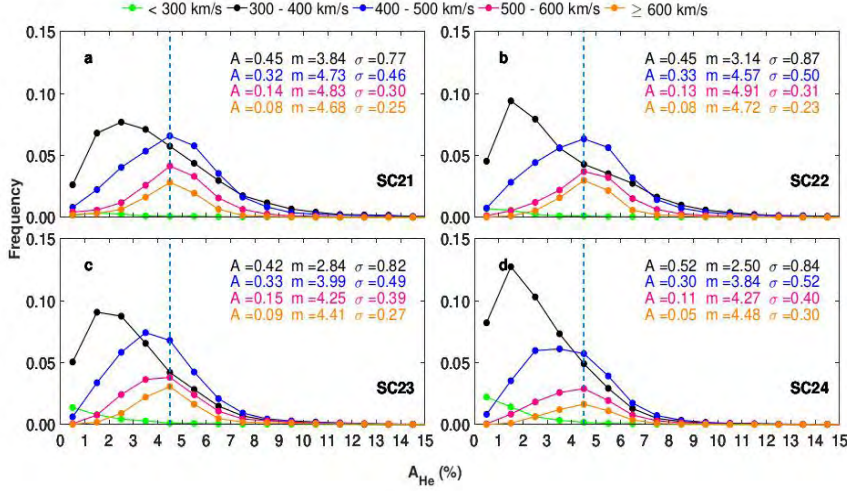 < 300 km/s 300 - 400 km/s 400 - 500 km/s 500 - 600 km/s ≥ 600 km/s
0.15
0.10
0.05
0.00
a
A=0.45 m=3.84 σ=0.77
A=0.32 m=4.73 σ=0.46
A=0.14 m=4.83 σ=0.30
A=0.08 m=4.68 σ=0.25
SC21
0.15
0.10
0.05
0.00
b
A=0.45 m=3.14 σ=0.87
A=0.33 m=4.57 σ=0.50
A=0.13 m=4.91 σ=0.31
A=0.08 m=4.72 σ=0.23
SC22
Frequency
0.15
0.10
0.05
0.00
c
A=0.42 m=2.84 σ=0.82
A=0.33 m=3.99 σ=0.49
A=0.15 m=4.25 σ=0.39
A=0.09 m=4.41 σ=0.27
SC23
0 1 2 3 4 5 6 7 8 9 10 11 12 13 14 15
0.15
0.10
0.05
0.00
d
A=0.52 m=2.50 σ=0.84
A=0.30 m=3.84 σ=0.52
A=0.11 m=4.27 σ=0.40
A=0.05 m=4.48 σ=0.30
SC24
0 1 2 3 4 5 6 7 8 9 10 11 12 13 14 15
A_He (%)